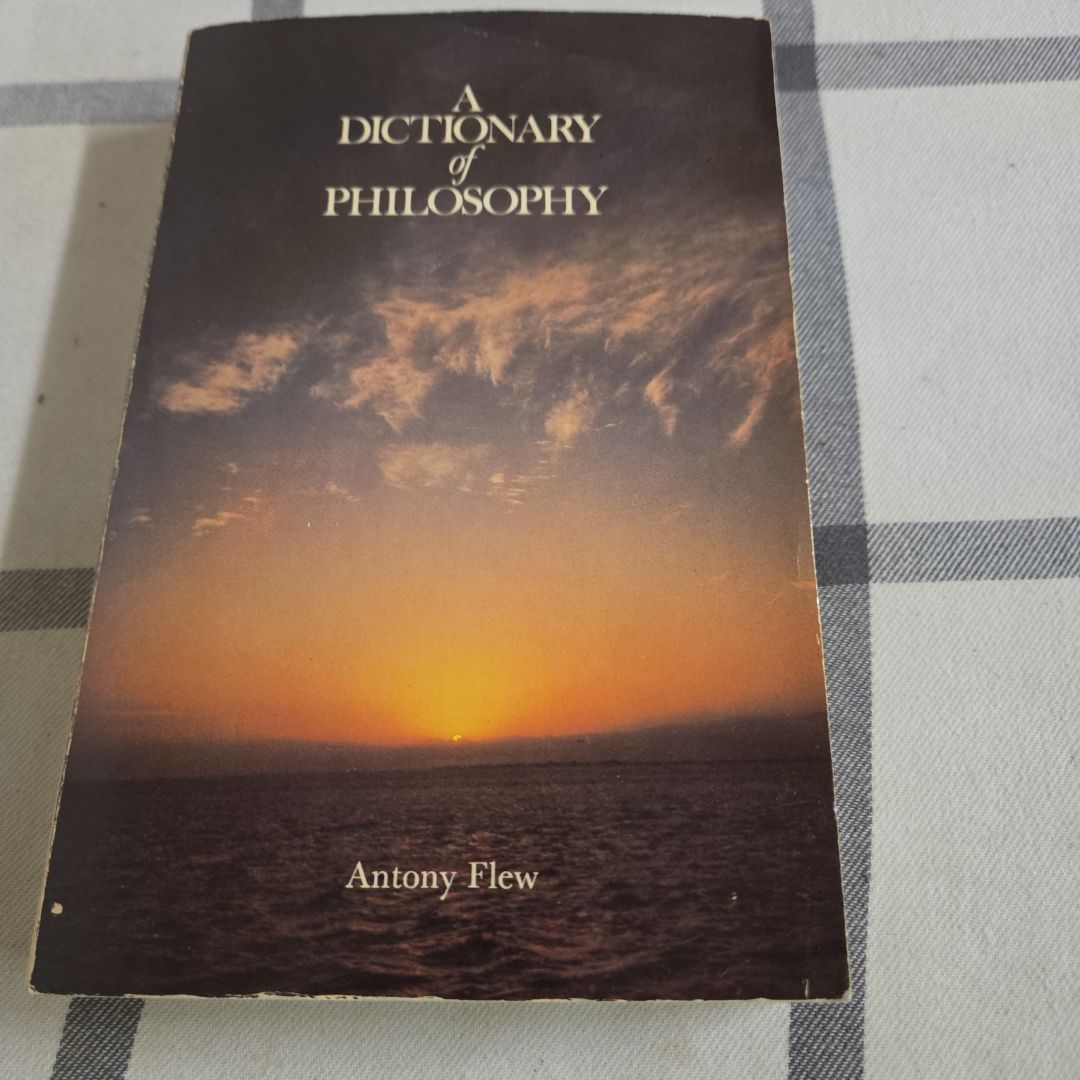 A
DICTIONARY
of
PHILOSOPHY
Antony Flew